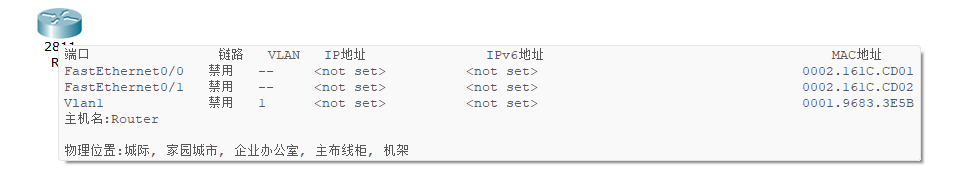 2811
R
端口 链路 VLAN IP地址 IPv6地址 MAC地址
FastEthernet0/0 禁用 -- <not set> <not set> 0002.161C.CD01
FastEthernet0/1 禁用 -- <not set> <not set> 0002.161C.CD02
Vlan1 禁用 1 <not set> <not set> 0001.9683.3E5B
主机名:Router
物理位置:城际, 家园城市, 企业办公室, 主布线柜, 机架